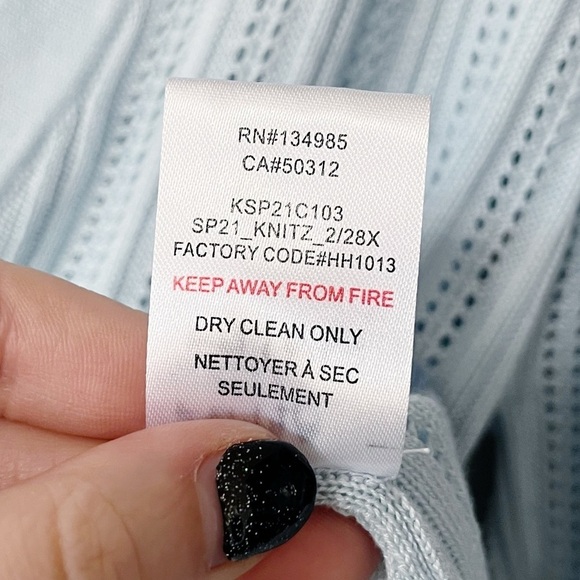 RN#134985
CA#50312
KSP21C103
SP21_KNITZ_2/28X
FACTORY CODE#HH1013
KEEP AWAY FROM FIRE
DRY CLEAN ONLY
NETTOYER À SEC
SEULEMENT